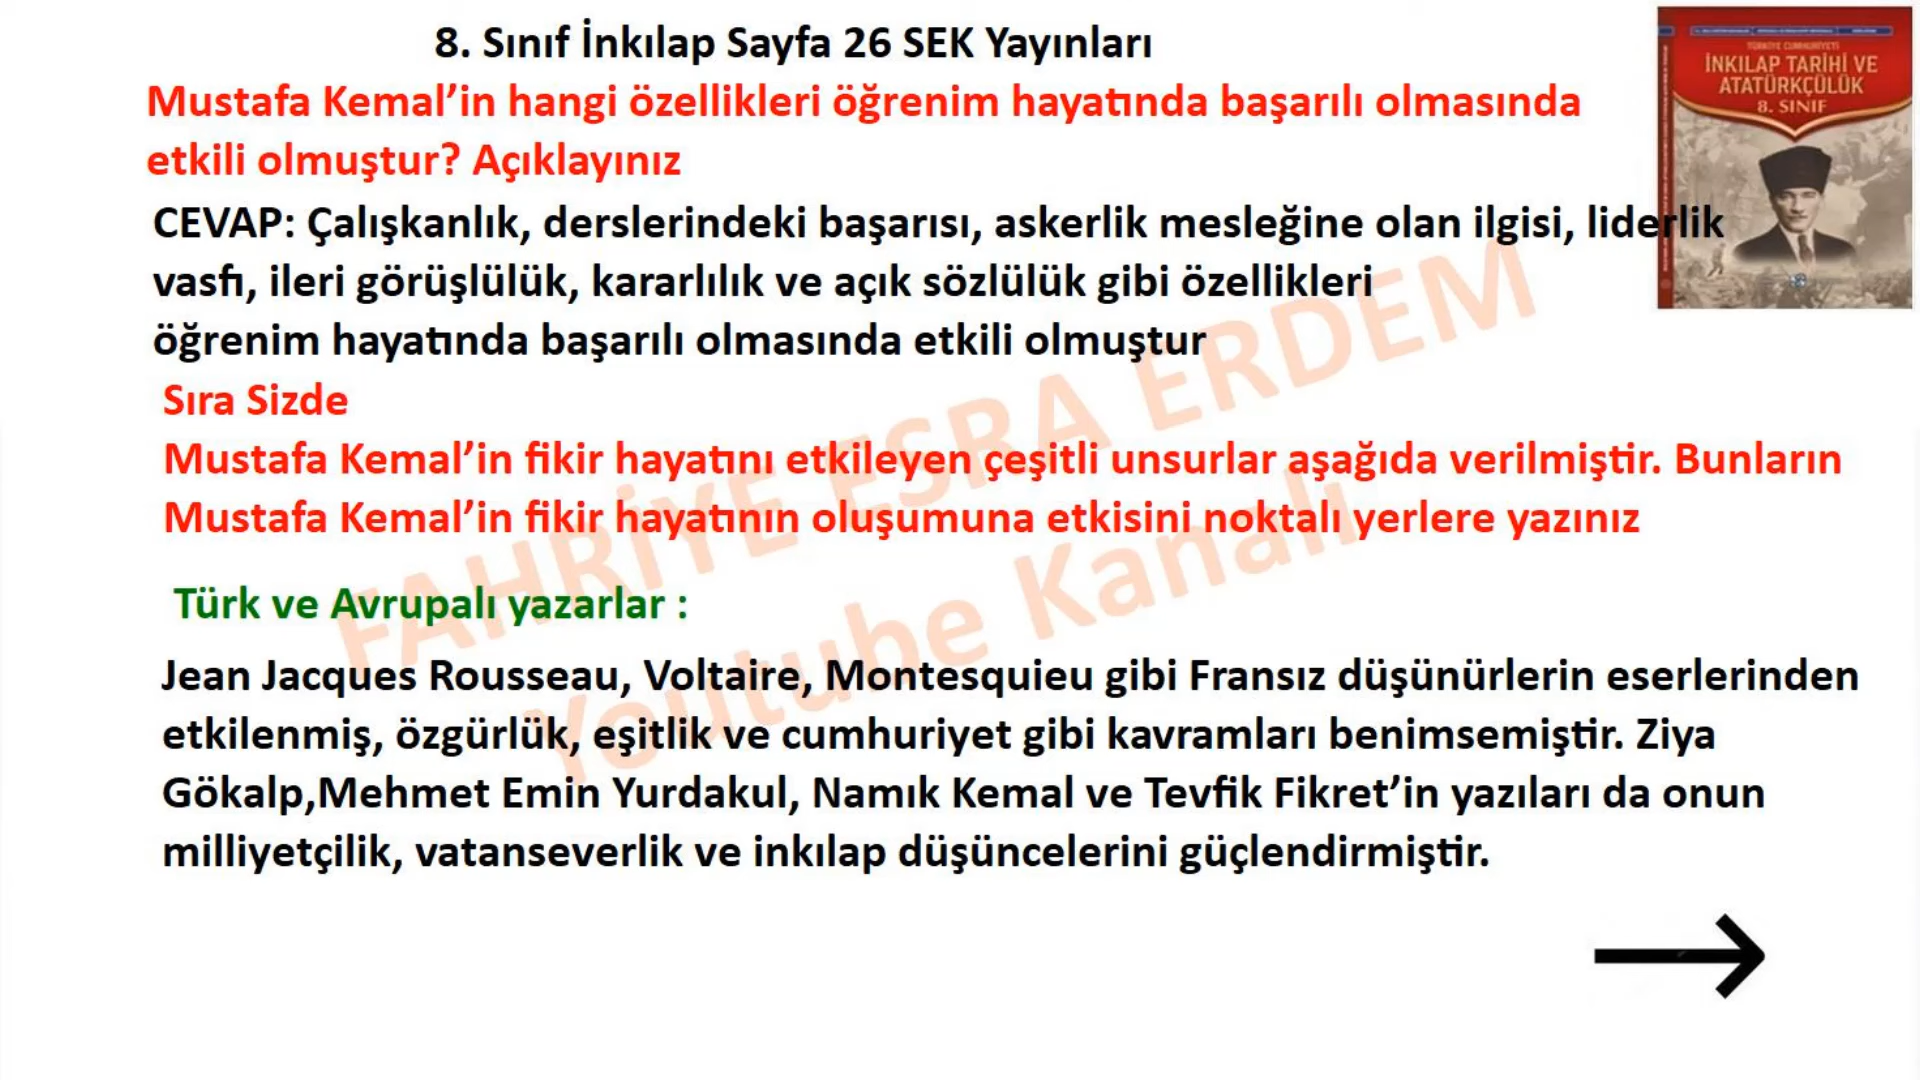 8. Sınıf İnkılap Sayfa 26 SEK Yayınları
TÜRKİYE CUMHURİYETİ
İNKILAP TARİHİ VE
ATATÜRKÇÜLÜK
8. SINIF
Mustafa Kemal’in hangi özellikleri öğrenim hayatında başarılı olmasında
etkili olmuştur? Açıklayınız
CEVAP: Çalışkanlık, derslerindeki başarısı, askerlik mesleğine olan ilgisi, liderlik
vasfı, ileri görüşlülük, kararlılık ve açık sözlülük gibi özellikleri
öğrenim hayatında başarılı olmasında etkili olmuştur
Sıra Sizde
Mustafa Kemal’in fikir hayatını etkileyen çeşitli unsurlar aşağıda verilmiştir. Bunların
Mustafa Kemal’in fikir hayatının oluşumuna etkisini noktalı yerlere yazınız
Türk ve Avrupalı yazarlar :
Jean Jacques Rousseau, Voltaire, Montesquieu gibi Fransız düşünürlerin eserlerinden
etkilenmiş, özgürlük, eşitlik ve cumhuriyet gibi kavramları benimsemiştir. Ziya
Gökalp,Mehmet Emin Yurdakul, Namık Kemal ve Tevfik Fikret’in yazıları da onun
milliyetçilik, vatanseverlik ve inkılap düşüncelerini güçlendirmiştir.
FAHRİYE ESRA ERDEM
Youtube Kanalı